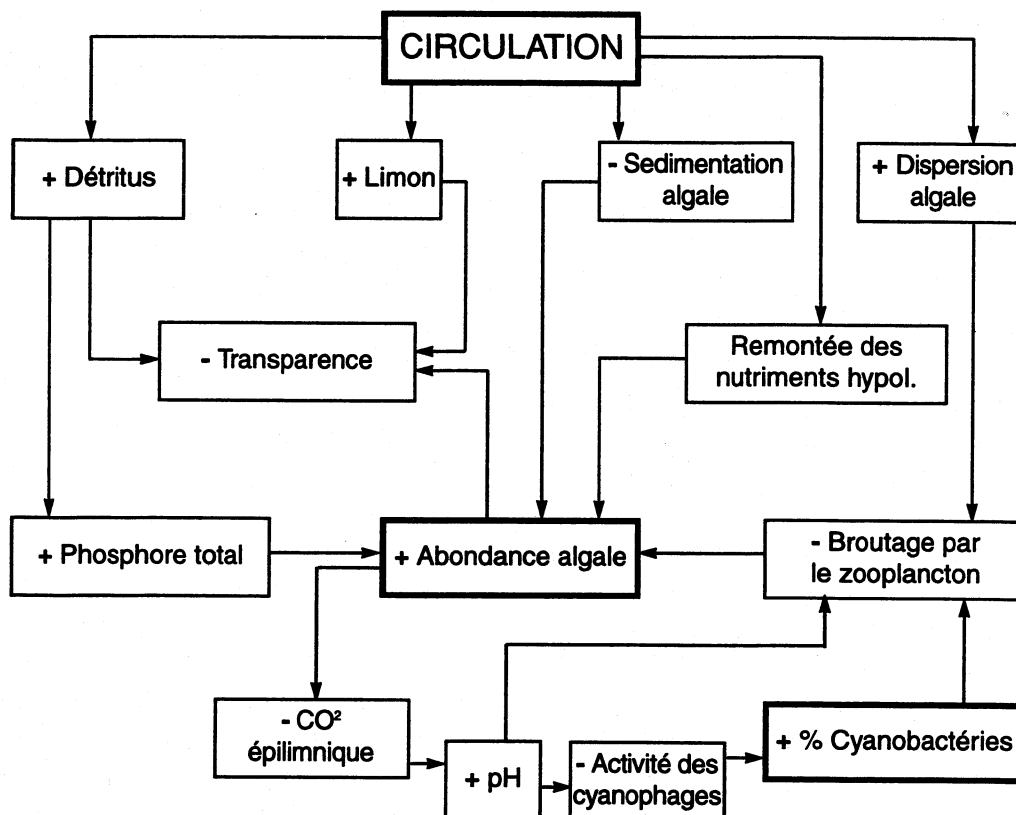 CIRCULATION
+ Détritus
+ Limon
- Sedimentation
algale
+ Dispersion
algale
- Transparence
Remontée des
nutriments hypol.
+ Phosphore total
+ Abondance algale
- Broutage par
le zooplancton
- CO²
épilimnique
+ pH
- Activité des
cyanophages
+ % Cyanobactéries